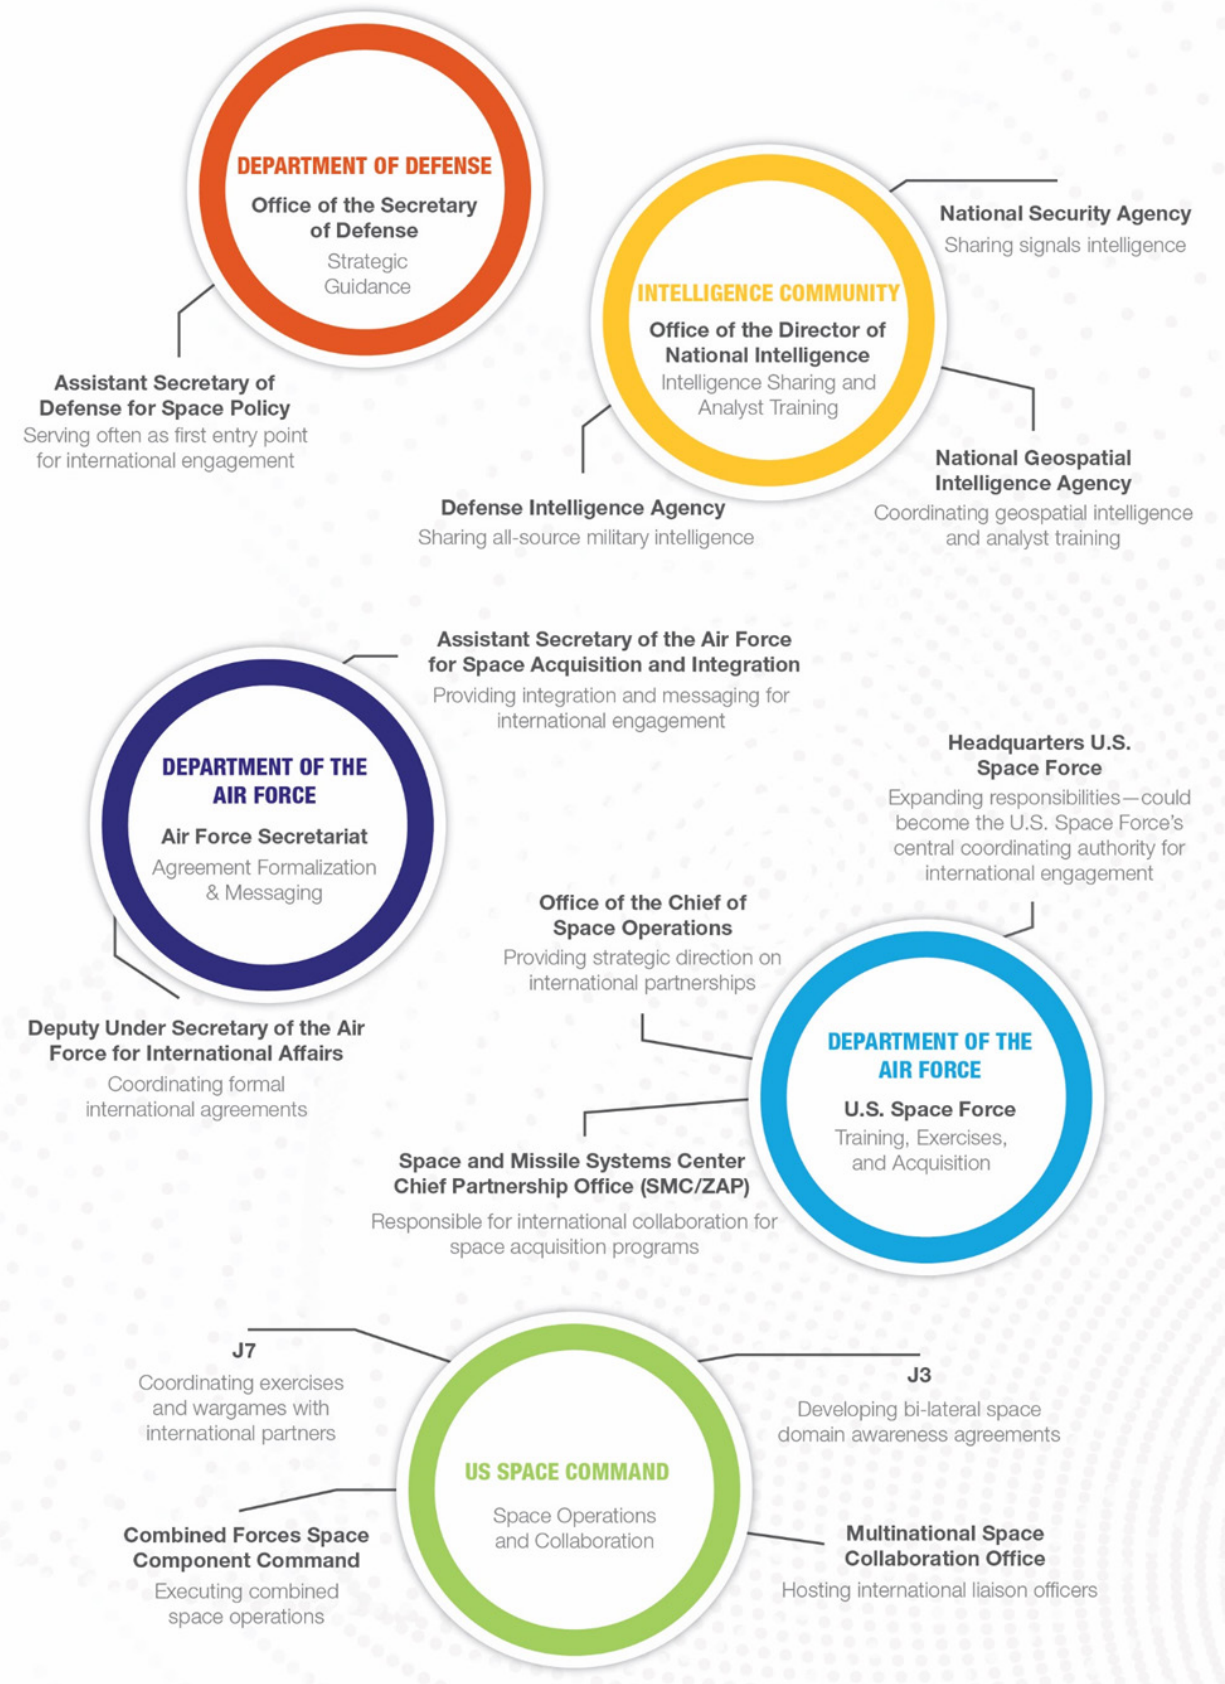 DEPARTMENT OF DEFENSE
Office of the Secretary
of Defense
Strategic
Guidance
Assistant Secretary of
Defense for Space Policy
Serving often as first entry point
for international engagement
INTELLIGENCE COMMUNITY
Office of the Director of
National Intelligence
Intelligence Sharing and
Analyst Training
National Security Agency
Sharing signals intelligence
National Geospatial
Intelligence Agency
Coordinating geospatial intelligence
and analyst training
Defense Intelligence Agency
Sharing all-source military intelligence
Assistant Secretary of the Air Force
for Space Acquisition and Integration
Providing integration and messaging for
international engagement
DEPARTMENT OF THE
AIR FORCE
Air Force Secretariat
Agreement Formalization
& Messaging
Deputy Under Secretary of the Air
Force for International Affairs
Coordinating formal
international agreements
Headquarters U.S.
Space Force
Expanding responsibilities—could
become the U.S. Space Force's
central coordinating authority for
international engagement
Office of the Chief of
Space Operations
Providing strategic direction on
international partnerships
DEPARTMENT OF THE
AIR FORCE
U.S. Space Force
Training, Exercises,
and Acquisition
Space and Missile Systems Center
Chief Partnership Office (SMC/ZAP)
Responsible for international collaboration for
space acquisition programs
J7
Coordinating exercises
and wargames with
international partners
J3
Developing bi-lateral space
domain awareness agreements
US SPACE COMMAND
Space Operations
and Collaboration
Combined Forces Space
Component Command
Executing combined
space operations
Multinational Space
Collaboration Office
Hosting international liaison officers